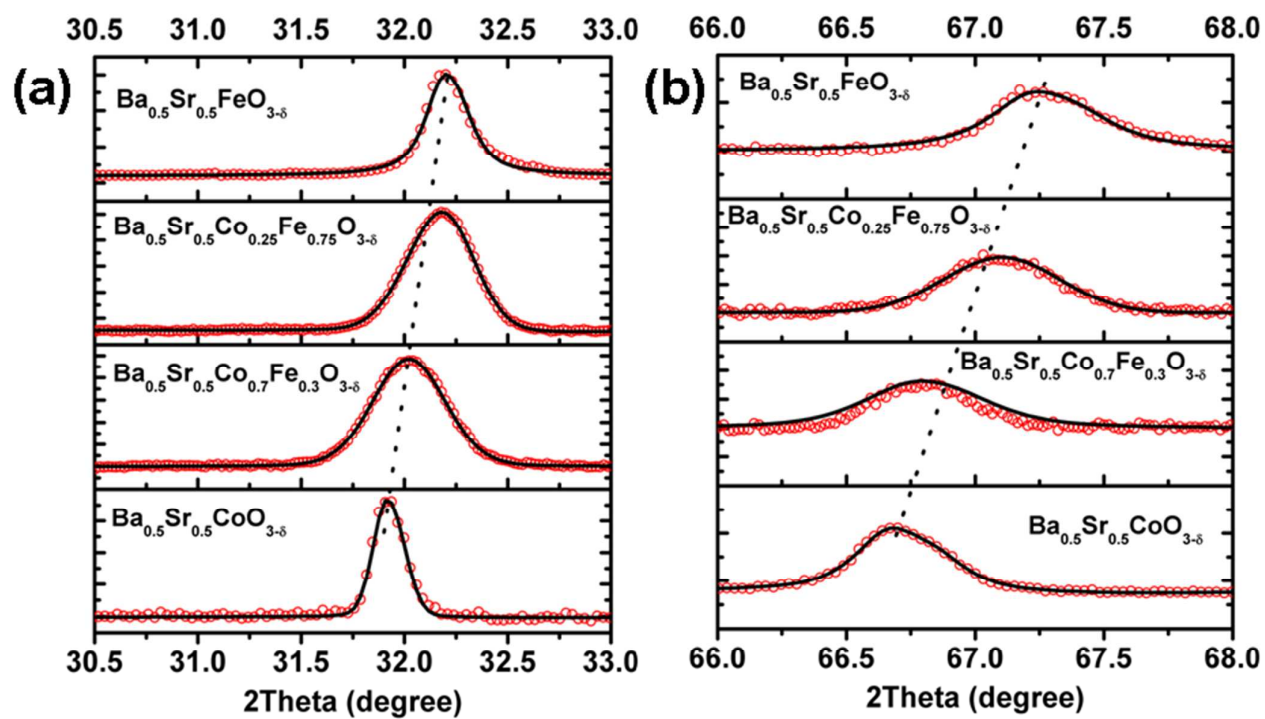 30.5 31.0 31.5 32.0 32.5 33.0
(a)
Ba0.5Sr0.5FeO3-δ
Ba0.5Sr0.5Co0.25Fe0.75O3-δ
Ba0.5Sr0.5Co0.7Fe0.3O3-δ
Ba0.5Sr0.5CoO3-δ
30.5 31.0 31.5 32.0 32.5 33.0
2Theta (degree)
66.0 66.5 67.0 67.5 68.0
(b)
Ba0.5Sr0.5FeO3-δ
Ba0.5Sr0.5Co0.25Fe0.75O3-δ
Ba0.5Sr0.5Co0.7Fe0.3O3-δ
Ba0.5Sr0.5CoO3-δ
66.0 66.5 67.0 67.5 68.0
2Theta (degree)